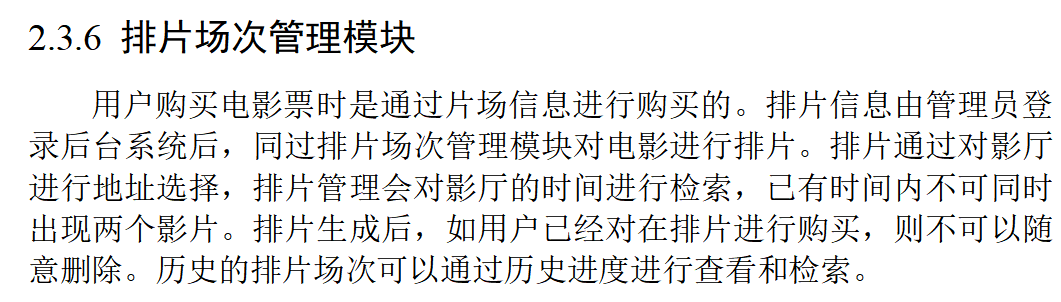 2.3.6 排片场次管理模块
用户购买电影票时是通过片场信息进行购买的。排片信息由管理员登
录后台系统后，同过排片场次管理模块对电影进行排片。排片通过对影厅
进行地址选择，排片管理会对影厅的时间进行检索，已有时间内不可同时
出现两个影片。排片生成后，如用户已经对在排片进行购买，则不可以随
意删除。历史的排片场次可以通过历史进度进行查看和检索。